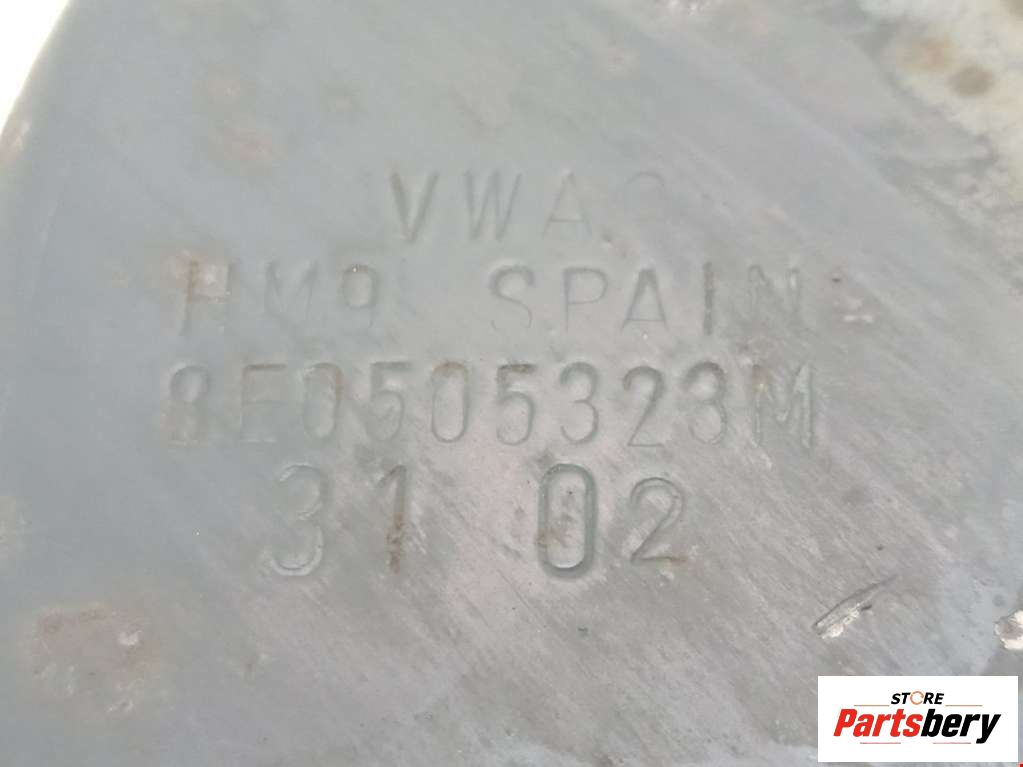 VWAG
HM9 SPAIN
8E0505323M
31 02
STORE
Partsbery